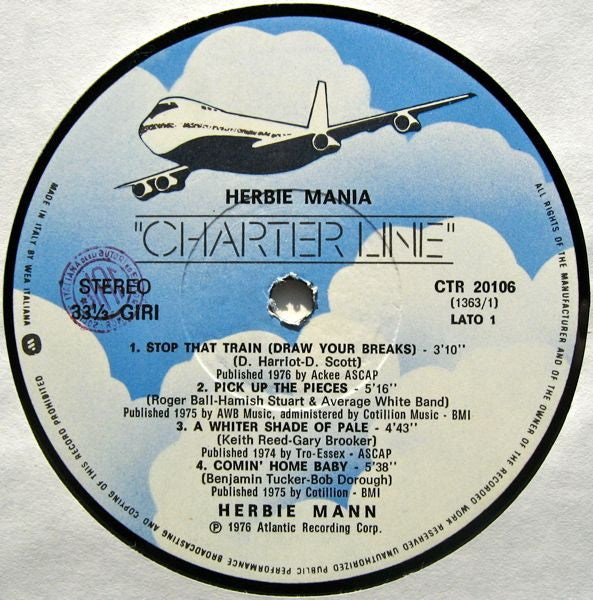 HERBIE MANIA
"CHARTER LINE"
STEREO
33⅓ GIRI
CTR 20106
(1363/1)
LATO 1
1. STOP THAT TRAIN (DRAW YOUR BREAKS) - 3'10''
(D. Harriot-D. Scott)
Published 1976 by Ackee ASCAP
2. PICK UP THE PIECES - 5'16''
(Roger Ball-Hamish Stuart & Average White Band)
Published 1975 by AWB Music, administered by Cotillion Music - BMI
3. A WHITER SHADE OF PALE - 4'43''
(Keith Reed-Gary Brooker)
Published 1974 by Tro-Essex - ASCAP
4. COMIN' HOME BABY - 5'38''
(Benjamin Tucker-Bob Dorough)
Published 1975 by Cotillion - BMI
HERBIE MANN
℗ 1976 Atlantic Recording Corp.
MADE IN ITALY BY WEA ITALIANA
ALL RIGHTS OF THE MANUFACTURER AND OF THE OWNER OF THE RECORDED WORK RESERVED UNAUTHORIZED PUBLIC PERFORMANCE BROADCASTING AND COPYING OF THIS RECORD PROHIBITED